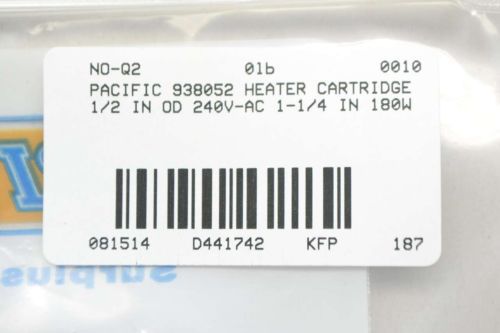 NO-Q2 01b 0010
PACIFIC 938052 HEATER CARTRIDGE
1/2 IN OD 240V-AC 1-1/4 IN 180W
081514 D441742 KFP 187
Surplus